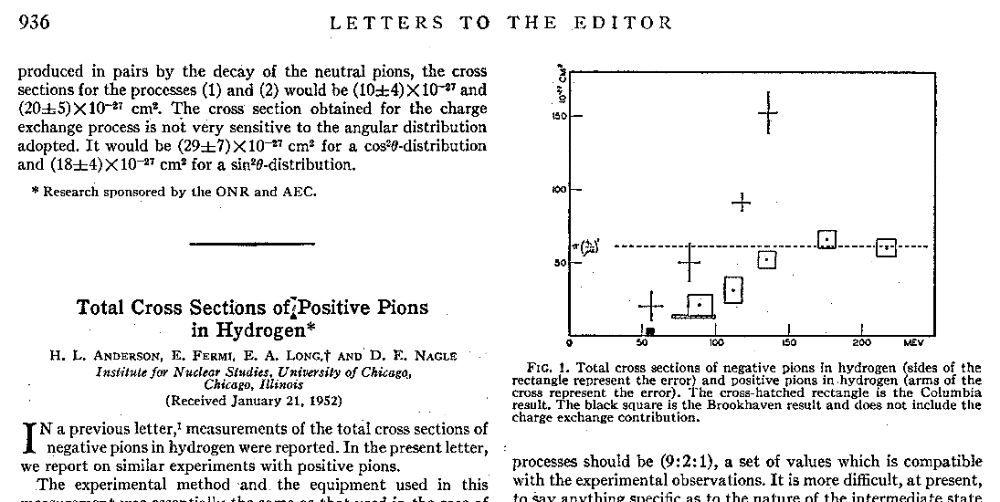 936
LETTERS TO THE EDITOR
produced in pairs by the decay of the neutral pions, the cross
sections for the processes (1) and (2) would be (10±4)×10⁻²⁷ and
(20±5)×10⁻²⁷ cm². The cross section obtained for the charge
exchange process is not very sensitive to the angular distribution
adopted. It would be (29±7)×10⁻²⁷ cm² for a cos²θ-distribution
and (18±4)×10⁻²⁷ cm² for a sin²θ-distribution.
* Research sponsored by the ONR and AEC.
Total Cross Sections of Positive Pions
in Hydrogen*
H. L. Anderson, E. Fermi, E. A. Long,† and D. E. Nagle
Institute for Nuclear Studies, University of Chicago,
Chicago, Illinois
(Received January 21, 1952)
IN a previous letter,¹ measurements of the total cross sections of
negative pions in hydrogen were reported. In the present letter,
we report on similar experiments with positive pions.
The experimental method and the equipment used in this
measurement was essentially the same as that used in the case of
150
100
50
0 50 100 150 200 MEV
Fig. 1. Total cross sections of negative pions in hydrogen (sides of the
rectangle represent the error) and positive pions in hydrogen (arms of the
cross represent the error). The cross-hatched rectangle is the Columbia
result. The black square is the Brookhaven result and does not include the
charge exchange contribution.
processes should be (9:2:1), a set of values which is compatible
with the experimental observations. It is more difficult, at present,
to say anything specific as to the nature of the intermediate state